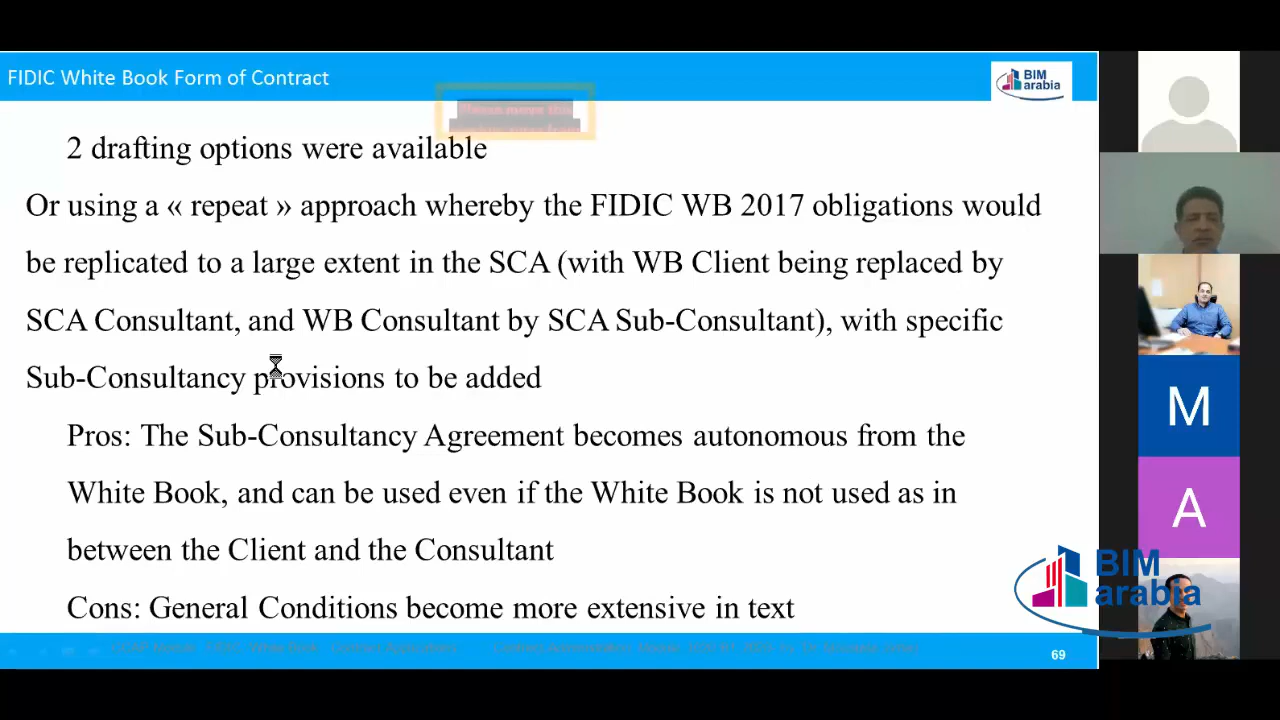 FIDIC White Book Form of Contract
BIM
arabia
2 drafting options were available
Or using a « repeat » approach whereby the FIDIC WB 2017 obligations would
be replicated to a large extent in the SCA (with WB Client being replaced by
SCA Consultant, and WB Consultant by SCA Sub-Consultant), with specific
Sub-Consultancy provisions to be added
Pros: The Sub-Consultancy Agreement becomes autonomous from the
White Book, and can be used even if the White Book is not used as in
between the Client and the Consultant
Cons: General Conditions become more extensive in text
69
M
A
BIM
arabia